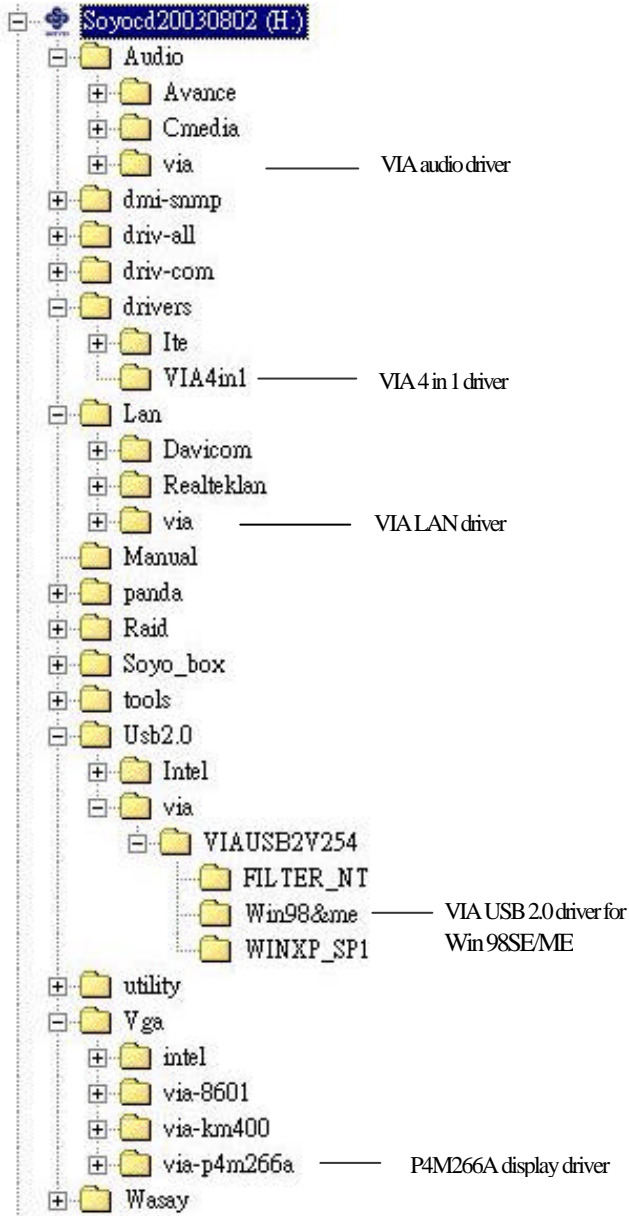 Soyocd20030802 (H:)
Audio
Avance
Cmedia
via VIA audio driver
dmi-snmp
driv-all
driv-com
drivers
Ite
VIA4in1 VIA 4 in 1 driver
Lan
Davicom
Realteklan
via VIA LAN driver
Manual
panda
Raid
Soyo_box
tools
Usb2.0
Intel
via
VIAUSB2V254
FILTER_NT
Win98&me VIA USB 2.0 driver for
Win 98SE/ME
WINXP_SP1
utility
Vga
intel
via-8601
via-km400
via-p4m266a P4M266A display driver
Wasay